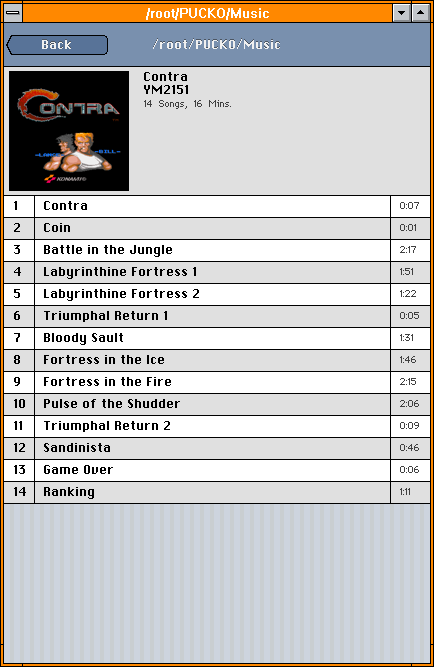 /root/PUCKO/Music
Back
/root/PUCKO/Music
CONTRA
-LANCE-
-BILL-
KONAMI®
Contra
YM2151
14 Songs, 16 Mins.
1 Contra 0:07
2 Coin 0:01
3 Battle in the Jungle 2:17
4 Labyrinthine Fortress 1 1:51
5 Labyrinthine Fortress 2 1:22
6 Triumphal Return 1 0:05
7 Bloody Sault 1:31
8 Fortress in the Ice 1:46
9 Fortress in the Fire 2:15
10 Pulse of the Shudder 2:06
11 Triumphal Return 2 0:09
12 Sandinista 0:46
13 Game Over 0:06
14 Ranking 1:11